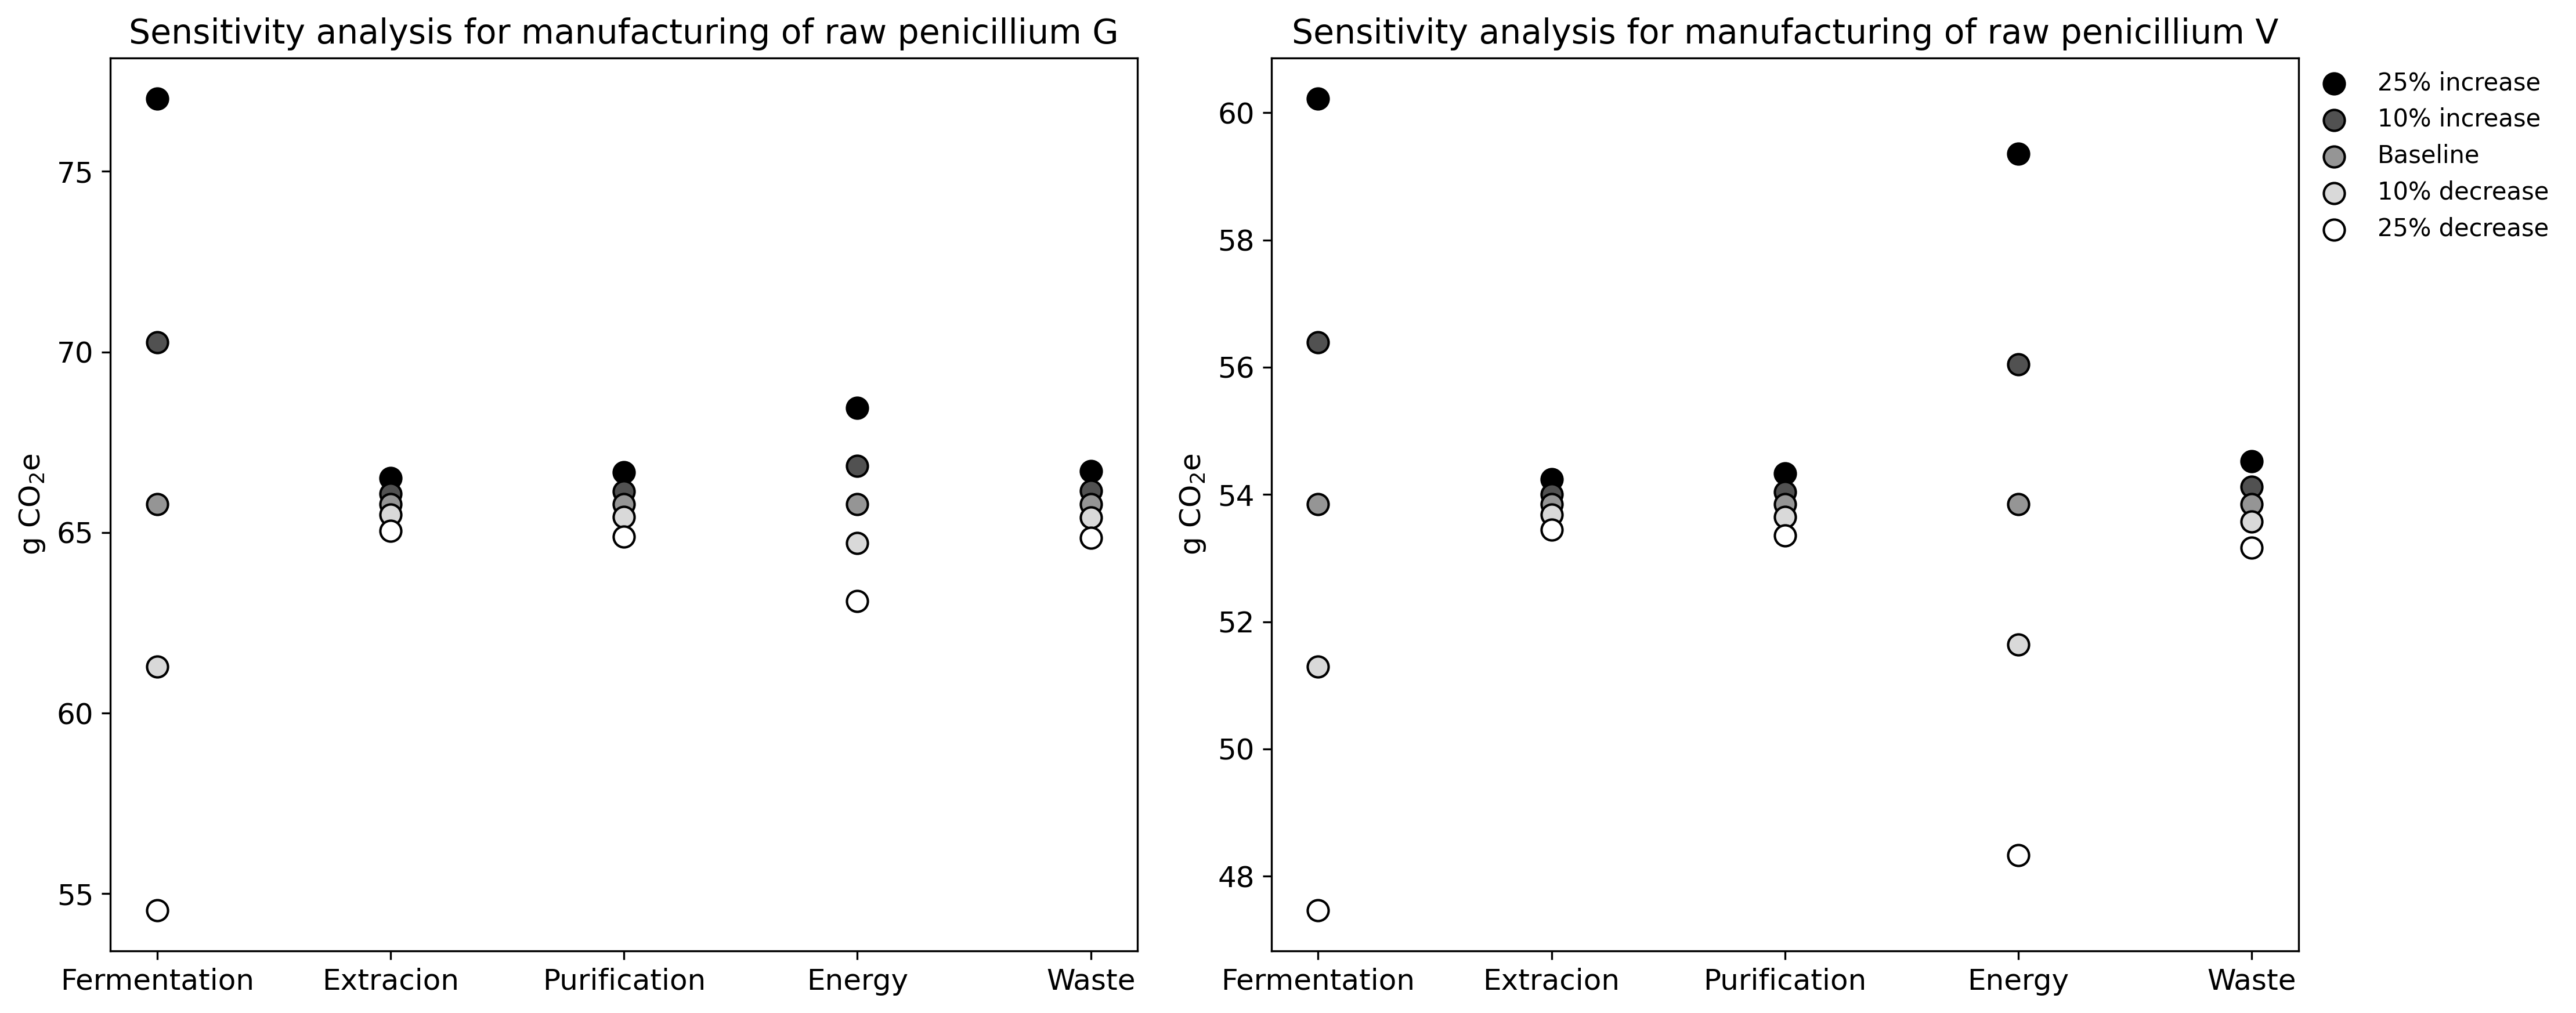 Sensitivity analysis for manufacturing of raw penicillium G
g CO₂e
75
70
65
60
55
Fermentation
Extracion
Purification
Energy
Waste
Sensitivity analysis for manufacturing of raw penicillium V
g CO₂e
60
58
56
54
52
50
48
Fermentation
Extracion
Purification
Energy
Waste
25% increase
10% increase
Baseline
10% decrease
25% decrease